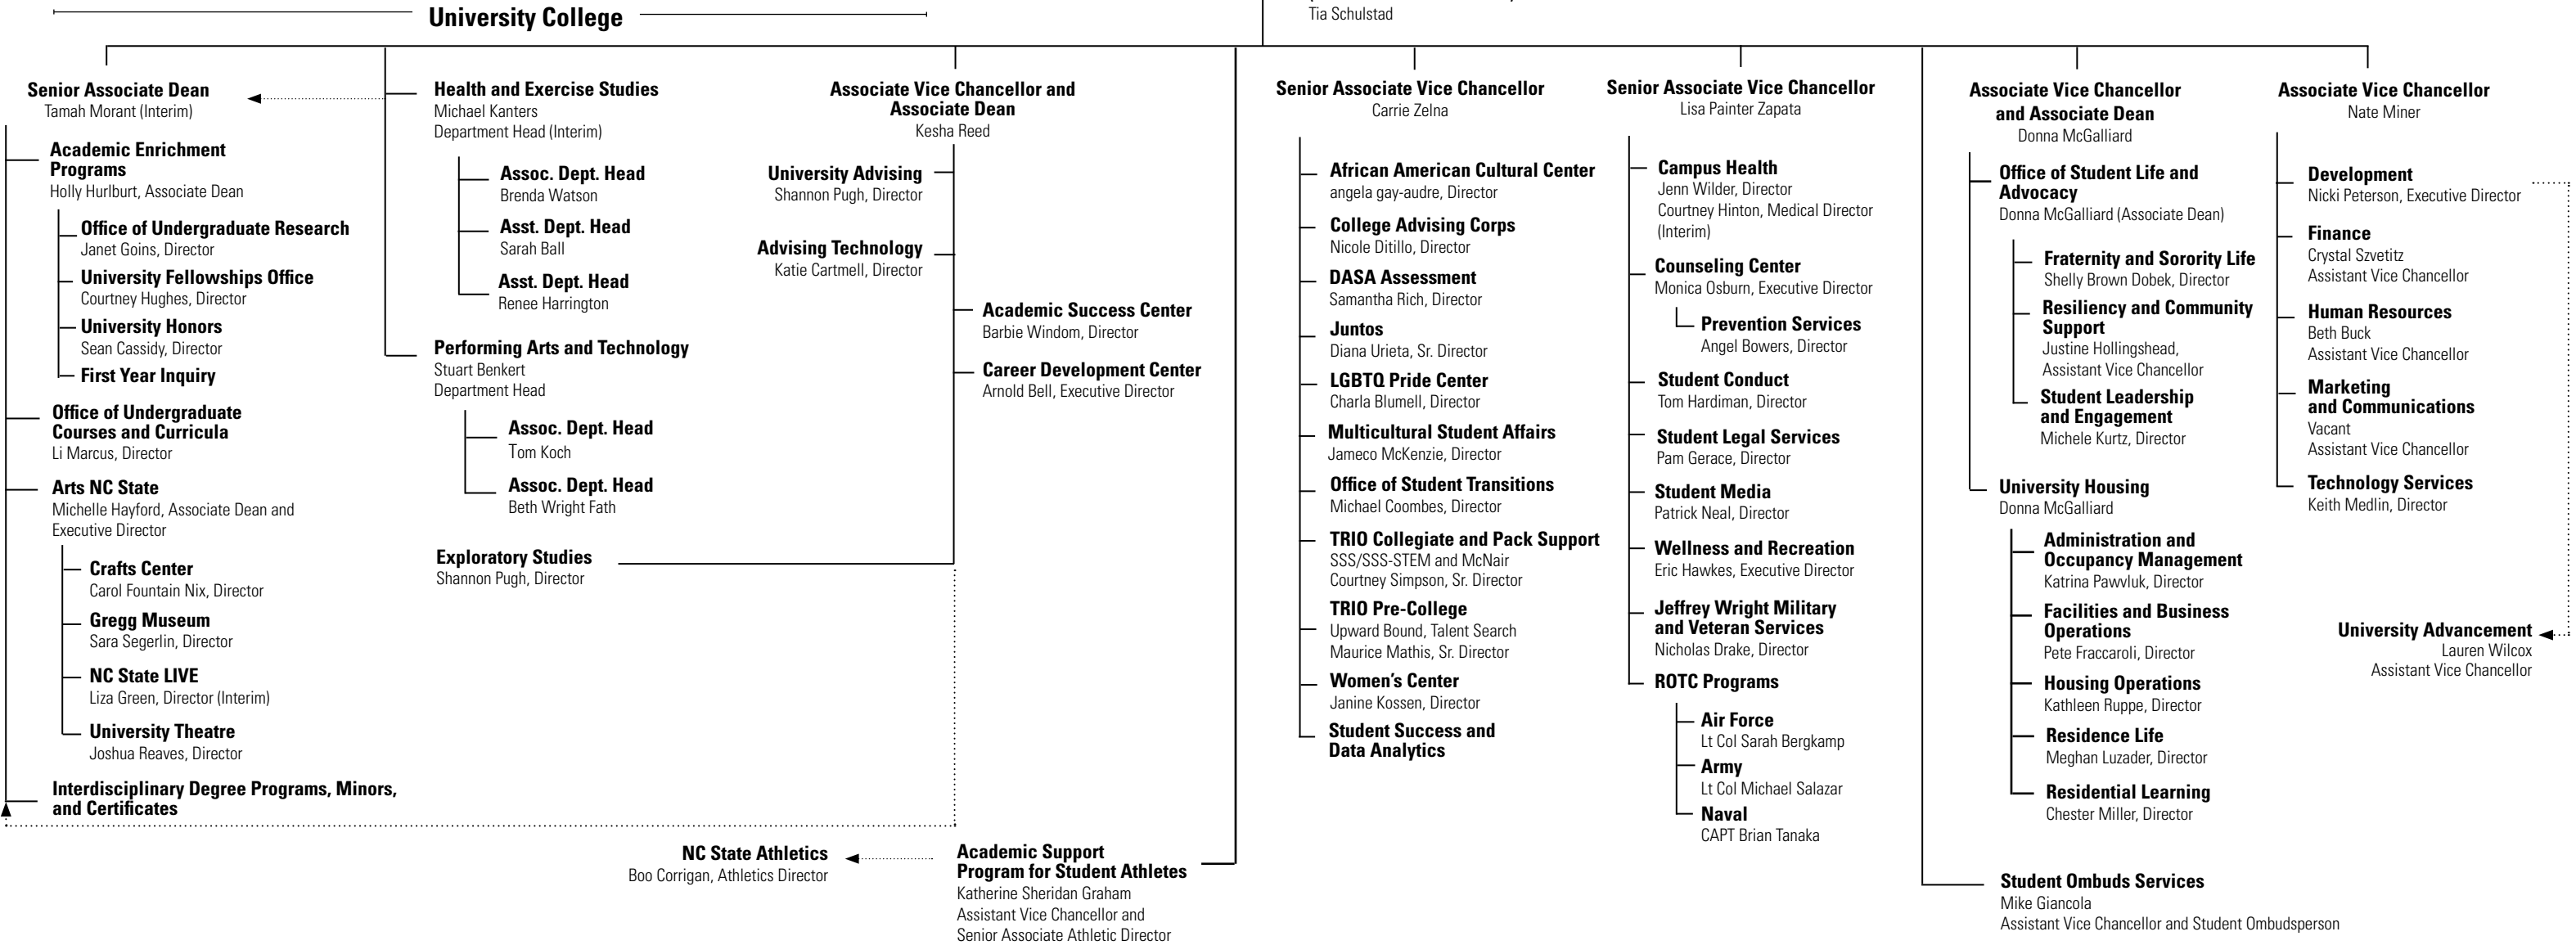 University College
Tia Schulstad
Senior Associate Dean
Tamah Morant (Interim)
Academic Enrichment
Programs
Holly Hurlburt, Associate Dean
Office of Undergraduate Research
Janet Goins, Director
University Fellowships Office
Courtney Hughes, Director
University Honors
Sean Cassidy, Director
First Year Inquiry
Office of Undergraduate
Courses and Curricula
Li Marcus, Director
Arts NC State
Michelle Hayford, Associate Dean and
Executive Director
Crafts Center
Carol Fountain Nix, Director
Gregg Museum
Sara Segerlin, Director
NC State LIVE
Liza Green, Director (Interim)
University Theatre
Joshua Reaves, Director
Interdisciplinary Degree Programs, Minors,
and Certificates
Health and Exercise Studies
Michael Kanters
Department Head (Interim)
Assoc. Dept. Head
Brenda Watson
Asst. Dept. Head
Sarah Ball
Asst. Dept. Head
Renee Harrington
Performing Arts and Technology
Stuart Benkert
Department Head
Assoc. Dept. Head
Tom Koch
Assoc. Dept. Head
Beth Wright Fath
Exploratory Studies
Shannon Pugh, Director
Associate Vice Chancellor and
Associate Dean
Kesha Reed
University Advising
Shannon Pugh, Director
Advising Technology
Katie Cartmell, Director
Academic Success Center
Barbie Windom, Director
Career Development Center
Arnold Bell, Executive Director
NC State Athletics
Boo Corrigan, Athletics Director
Academic Support
Program for Student Athletes
Katherine Sheridan Graham
Assistant Vice Chancellor and
Senior Associate Athletic Director
Senior Associate Vice Chancellor
Carrie Zelna
African American Cultural Center
angela gay-audre, Director
College Advising Corps
Nicole Ditillo, Director
DASA Assessment
Samantha Rich, Director
Juntos
Diana Urieta, Sr. Director
LGBTQ Pride Center
Charla Blumell, Director
Multicultural Student Affairs
Jameco McKenzie, Director
Office of Student Transitions
Michael Coombes, Director
TRIO Collegiate and Pack Support
SSS/SSS-STEM and McNair
Courtney Simpson, Sr. Director
TRIO Pre-College
Upward Bound, Talent Search
Maurice Mathis, Sr. Director
Women's Center
Janine Kossen, Director
Student Success and
Data Analytics
Senior Associate Vice Chancellor
Lisa Painter Zapata
Campus Health
Jenn Wilder, Director
Courtney Hinton, Medical Director
(Interim)
Counseling Center
Monica Osburn, Executive Director
Prevention Services
Angel Bowers, Director
Student Conduct
Tom Hardiman, Director
Student Legal Services
Pam Gerace, Director
Student Media
Patrick Neal, Director
Wellness and Recreation
Eric Hawkes, Executive Director
Jeffrey Wright Military
and Veteran Services
Nicholas Drake, Director
ROTC Programs
Air Force
Lt Col Sarah Bergkamp
Army
Lt Col Michael Salazar
Naval
CAPT Brian Tanaka
Associate Vice Chancellor
and Associate Dean
Donna McGalliard
Office of Student Life and
Advocacy
Donna McGalliard (Associate Dean)
Fraternity and Sorority Life
Shelly Brown Dobek, Director
Resiliency and Community
Support
Justine Hollingshead,
Assistant Vice Chancellor
Student Leadership
and Engagement
Michele Kurtz, Director
University Housing
Donna McGalliard
Administration and
Occupancy Management
Katrina Pawvluk, Director
Facilities and Business
Operations
Pete Fraccaroli, Director
Housing Operations
Kathleen Ruppe, Director
Residence Life
Meghan Luzader, Director
Residential Learning
Chester Miller, Director
Student Ombuds Services
Mike Giancola
Assistant Vice Chancellor and Student Ombudsperson
Associate Vice Chancellor
Nate Miner
Development
Nicki Peterson, Executive Director
Finance
Crystal Szvetitz
Assistant Vice Chancellor
Human Resources
Beth Buck
Assistant Vice Chancellor
Marketing
and Communications
Vacant
Assistant Vice Chancellor
Technology Services
Keith Medlin, Director
University Advancement
Lauren Wilcox
Assistant Vice Chancellor